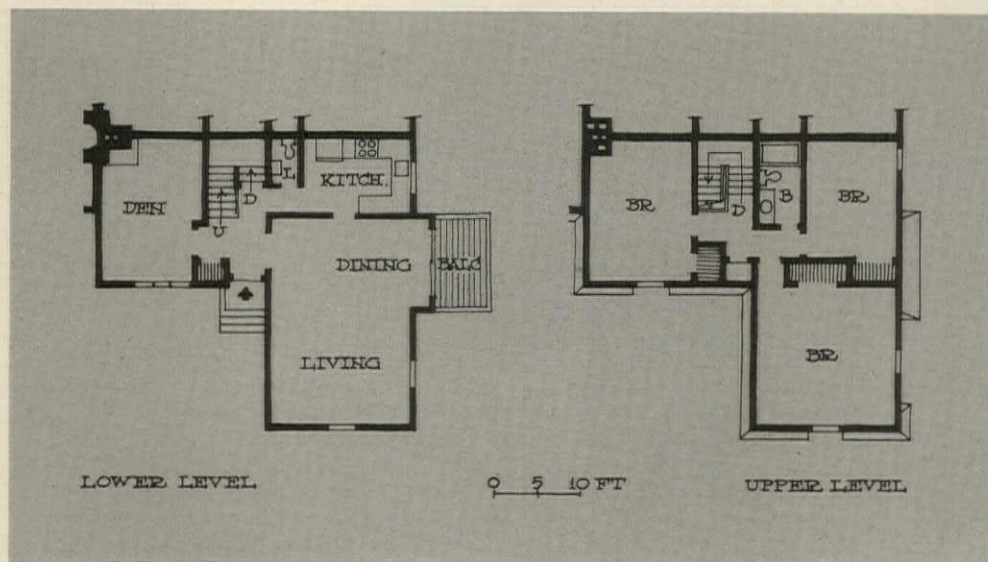 L
KITCH.
DEN
D
U
DINING
BALC
LIVING
LOWER LEVEL
0 5 10 FT
BR
D
B
BR
BR
UPPER LEVEL